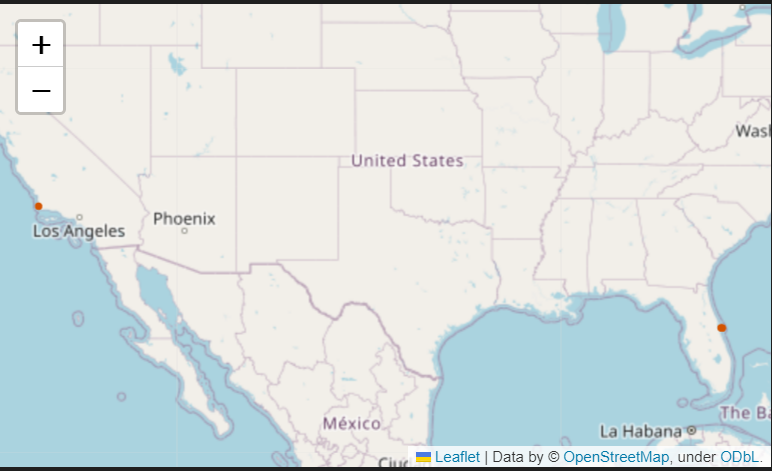 +
−
United States
Wash
Phoenix
Los Angeles
La Habana
The Ba
México
Leaflet | Data by © OpenStreetMap, under ODbL.